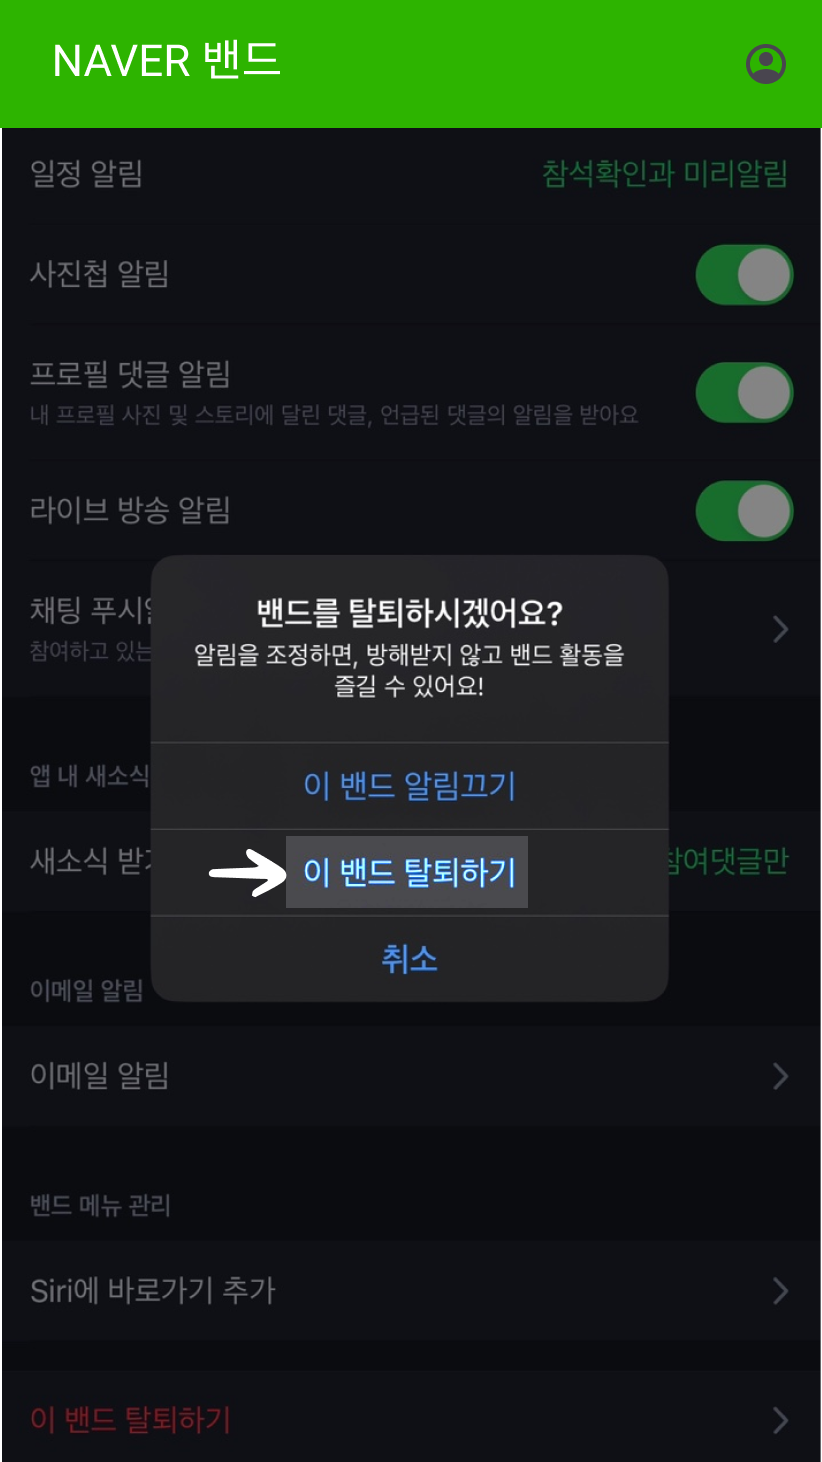 NAVER 밴드
일정 알림 참석확인과 미리알림
사진첩 알림
프로필 댓글 알림
내 프로필 사진 및 스토리에 달린 댓글, 언급된 댓글의 알림을 받아요
라이브 방송 알림
채팅 푸시
참여하고 있는
밴드를 탈퇴하시겠어요?
알림을 조정하면, 방해받지 않고 밴드 활동을
즐길 수 있어요!
이 밴드 알림끄기
이 밴드 탈퇴하기
취소
앱 내 새소식
새소식 받기 참여댓글만
이메일 알림
이메일 알림
밴드 메뉴 관리
Siri에 바로가기 추가
이 밴드 탈퇴하기